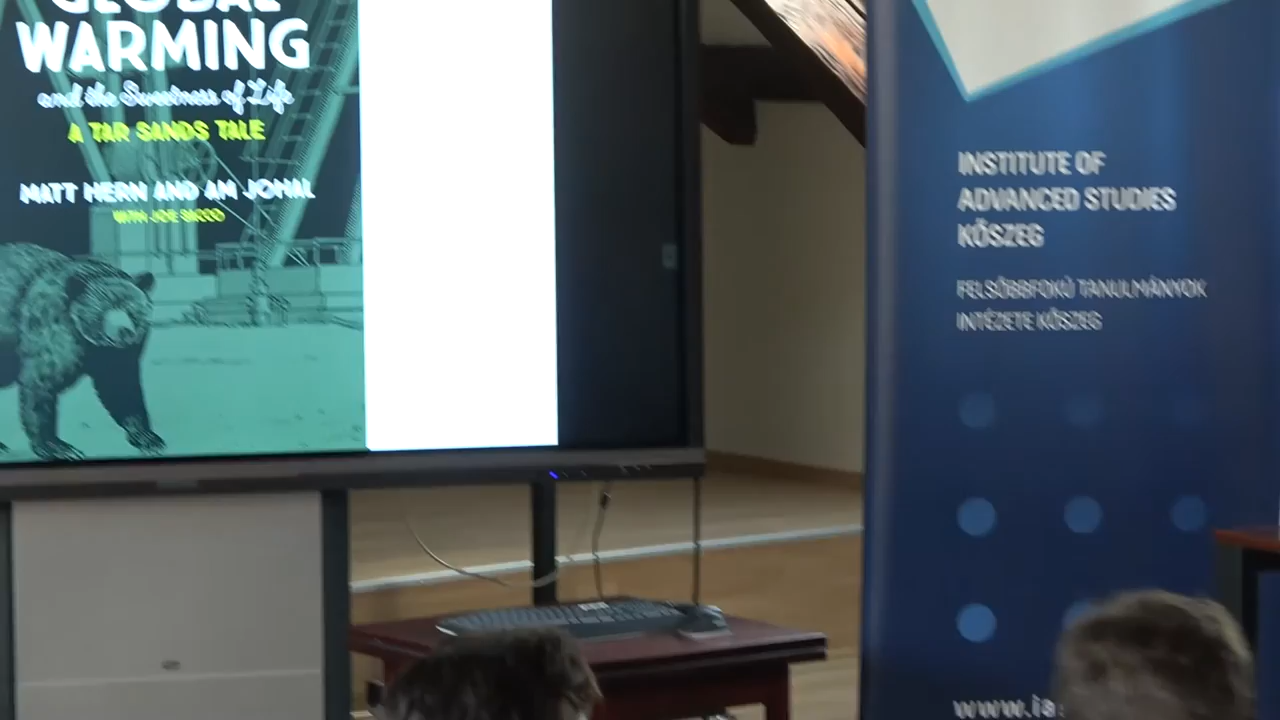 GLOBAL
WARMING
and the Sweetness of Life
A TAR SANDS TALE
MATT HERN AND AM JOHAL
WITH JOE SACCO
INSTITUTE OF
ADVANCED STUDIES
KŐSZEG
FELSŐBBFOKÚ TANULMÁNYOK
INTÉZETE KŐSZEG